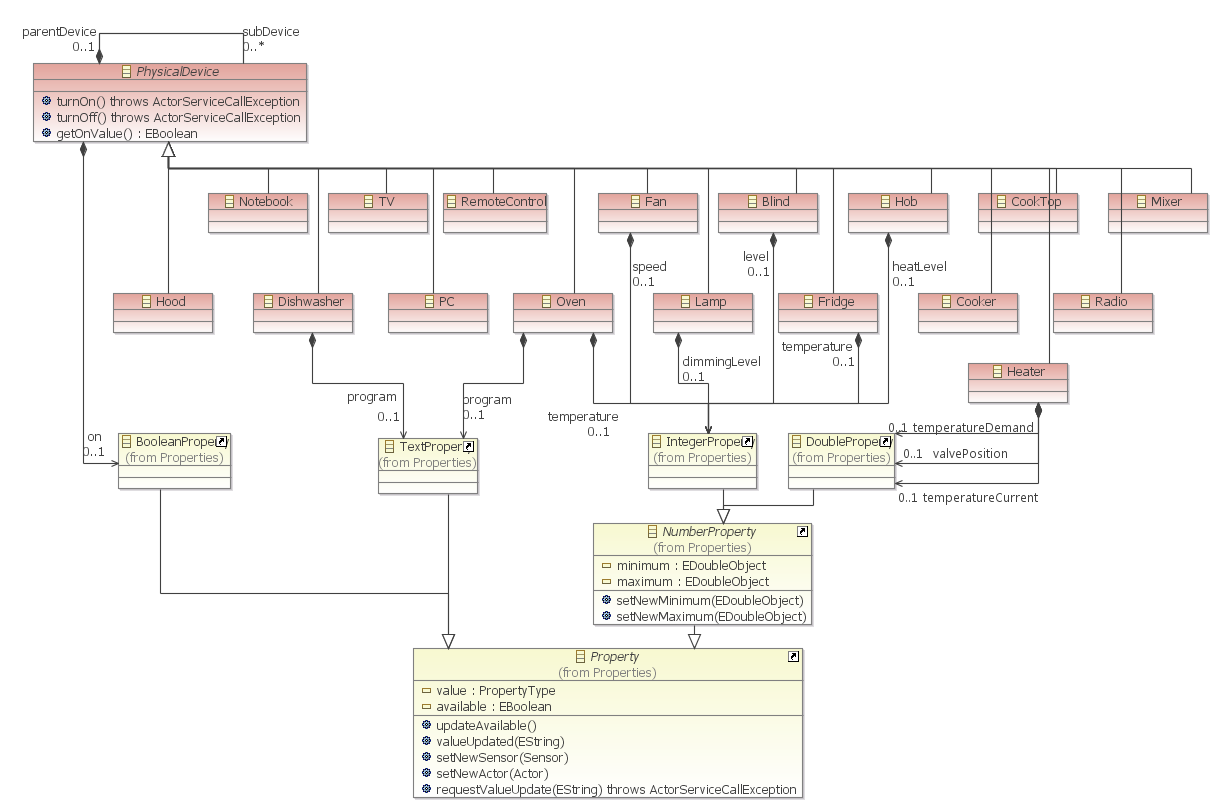 parentDevice
subDevice
0..1
0..*
PhysicalDevice
turnOn() throws ActorServiceCallException
turnOff() throws ActorServiceCallException
getOnValue() : EBoolean
Notebook
TV
RemoteControl
Fan
Blind
Hob
CookTop
Mixer
speed
0..1
level
0..1
heatLevel
0..1
Hood
Dishwasher
PC
Oven
Lamp
Fridge
Cooker
Radio
temperature
0..1
dimmingLevel
0..1
Heater
program
0..1
program
0..1
temperature
0..1
0..1 temperatureDemand
0..1 valvePosition
0..1 temperatureCurrent
on
0..1
BooleanProperty
(from Properties)
TextProper
(from Properties)
IntegerProperty
(from Properties)
DoubleProperty
(from Properties)
NumberProperty
(from Properties)
minimum : EDoubleObject
maximum : EDoubleObject
setNewMinimum(EDoubleObject)
setNewMaximum(EDoubleObject)
Property
(from Properties)
value : PropertyType
available : EBoolean
updateAvailable()
valueUpdated(EString)
setNewSensor(Sensor)
setNewActor(Actor)
requestValueUpdate(EString) throws ActorServiceCallException